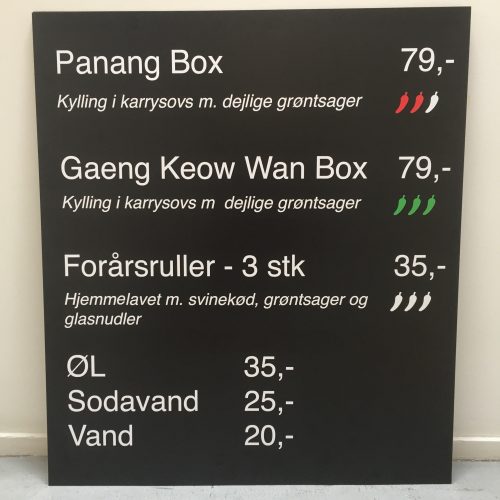 Panang Box 79,-
Kylling i karrysovs m. dejlige grøntsager
Gaeng Keow Wan Box 79,-
Kylling i karrysovs m dejlige grøntsager
Forårsruller - 3 stk 35,-
Hjemmelavet m. svinekød, grøntsager og
glasnudler
ØL 35,-
Sodavand 25,-
Vand 20,-